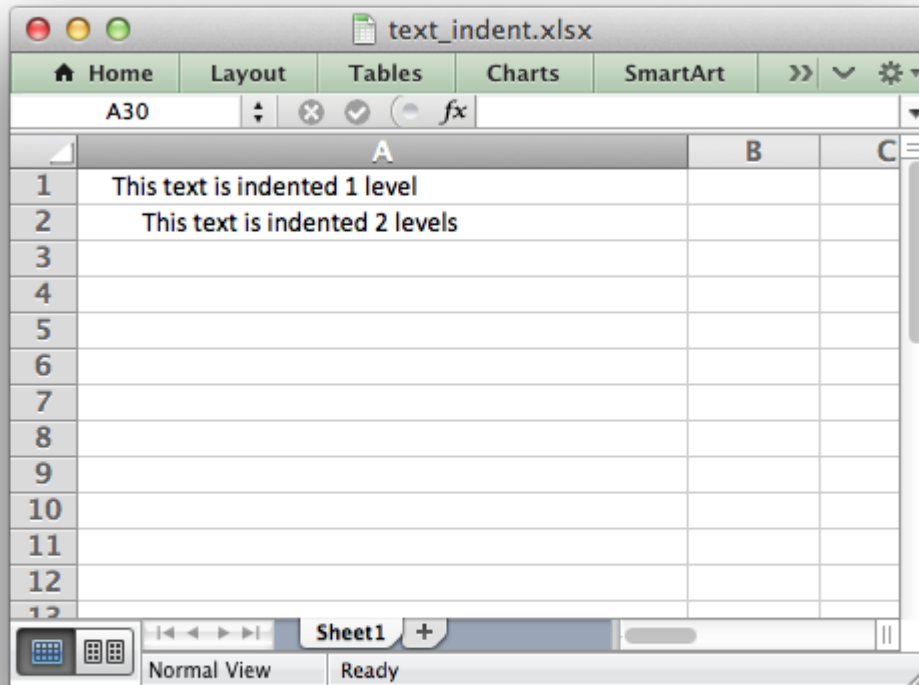 text_indent.xlsx
Home Layout Tables Charts SmartArt
A30 fx
A B C
1 This text is indented 1 level
2 This text is indented 2 levels
3
4
5
6
7
8
9
10
11
12
13
Sheet1
Normal View Ready